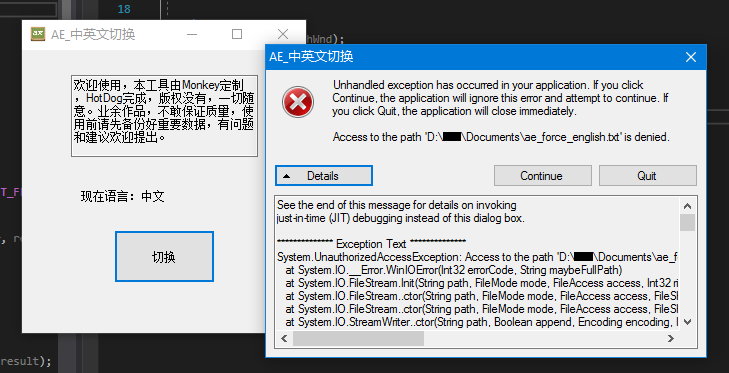 18
AE_中英文切换
hWnd);
AE_中英文切换
欢迎使用，本工具由Monkey定制
，HotDog完成，版权没有，一切随
意。业余作品，不敢保证质量，使
用前请先备份好重要数据，有问题
和建议欢迎提出。
Unhandled exception has occurred in your application. If you click
Continue, the application will ignore this error and attempt to continue. If
you click Quit, the application will close immediately.
Access to the path 'D:\ \Documents\ae_force_english.txt' is denied.
Details
Continue
Quit
现在语言：中文
T_F
, re
切换
See the end of this message for details on invoking
just-in-time (JIT) debugging instead of this dialog box.
************** Exception Text **************
System.UnauthorizedAccessException: Access to the path 'D:\ \Documents\ae_f
at System.IO.__Error.WinIOError(Int32 errorCode, String maybeFullPath)
at System.IO.FileStream.Init(String path, FileMode mode, FileAccess access, Int32 ri
at System.IO.FileStream..ctor(String path, FileMode mode, FileAccess access, FileSl
at System.IO.FileStream..ctor(String path, FileMode mode, FileAccess access, FileSl
at System.IO.StreamWriter..ctor(String path, Boolean append, Encoding encoding, I
result);